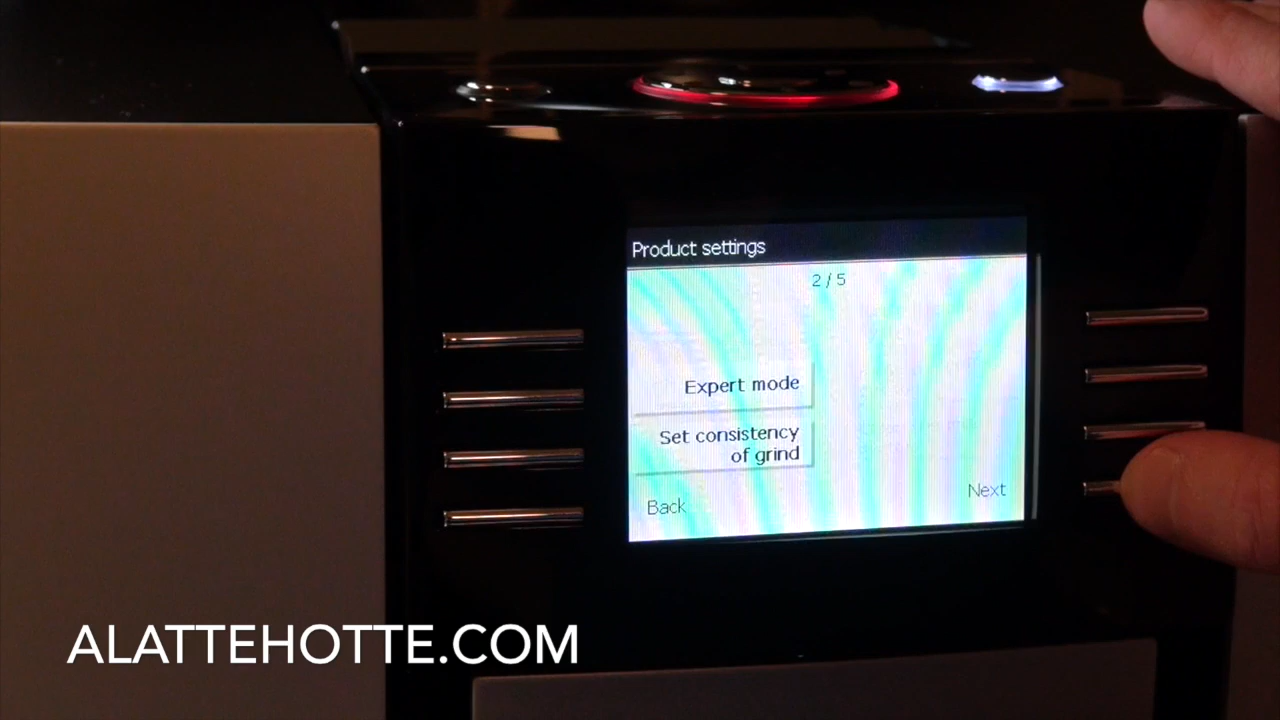 Product settings
2 / 5
Expert mode
Set consistency
of grind
Back
Next
ALATTEHOTTE.COM